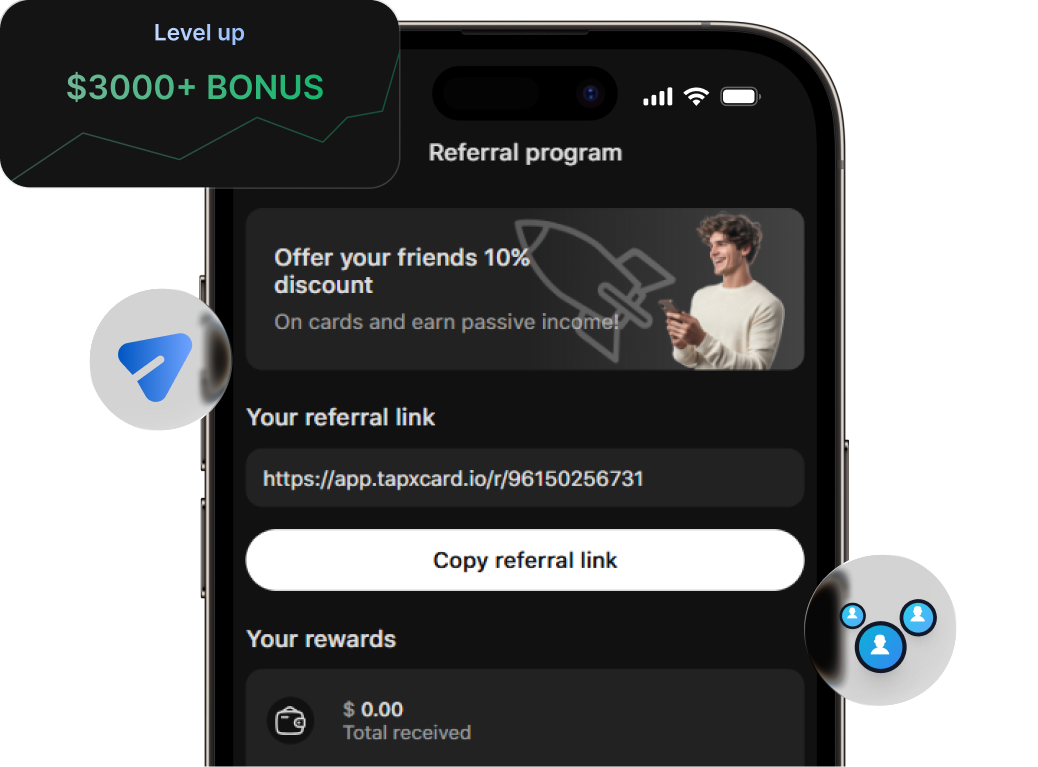 Level up
$3000+ BONUS
Referral program
Offer your friends 10%
discount
On cards and earn passive income!
Your referral link
https://app.tapxcard.io/r/96150256731
Copy referral link
Your rewards
$ 0.00
Total received